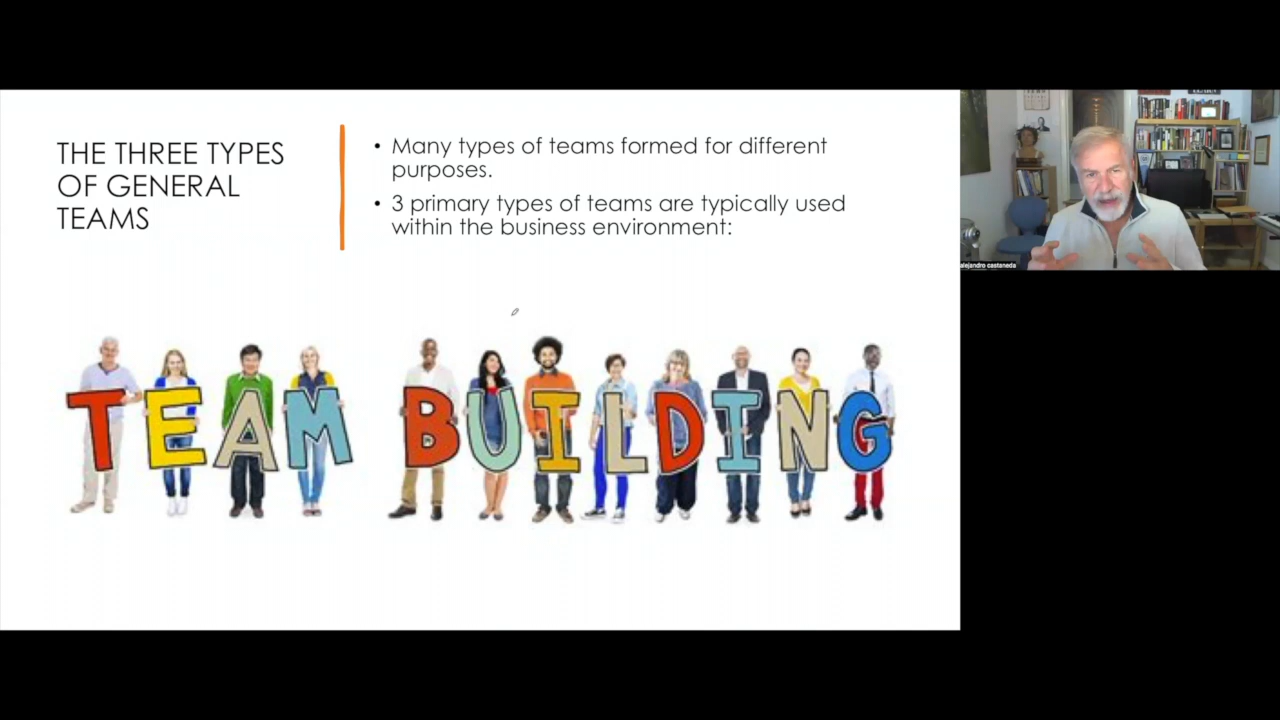 THE THREE TYPES
OF GENERAL
TEAMS
• Many types of teams formed for different
purposes.
• 3 primary types of teams are typically used
within the business environment:
TEAM BUILDING
alejandro castaneda